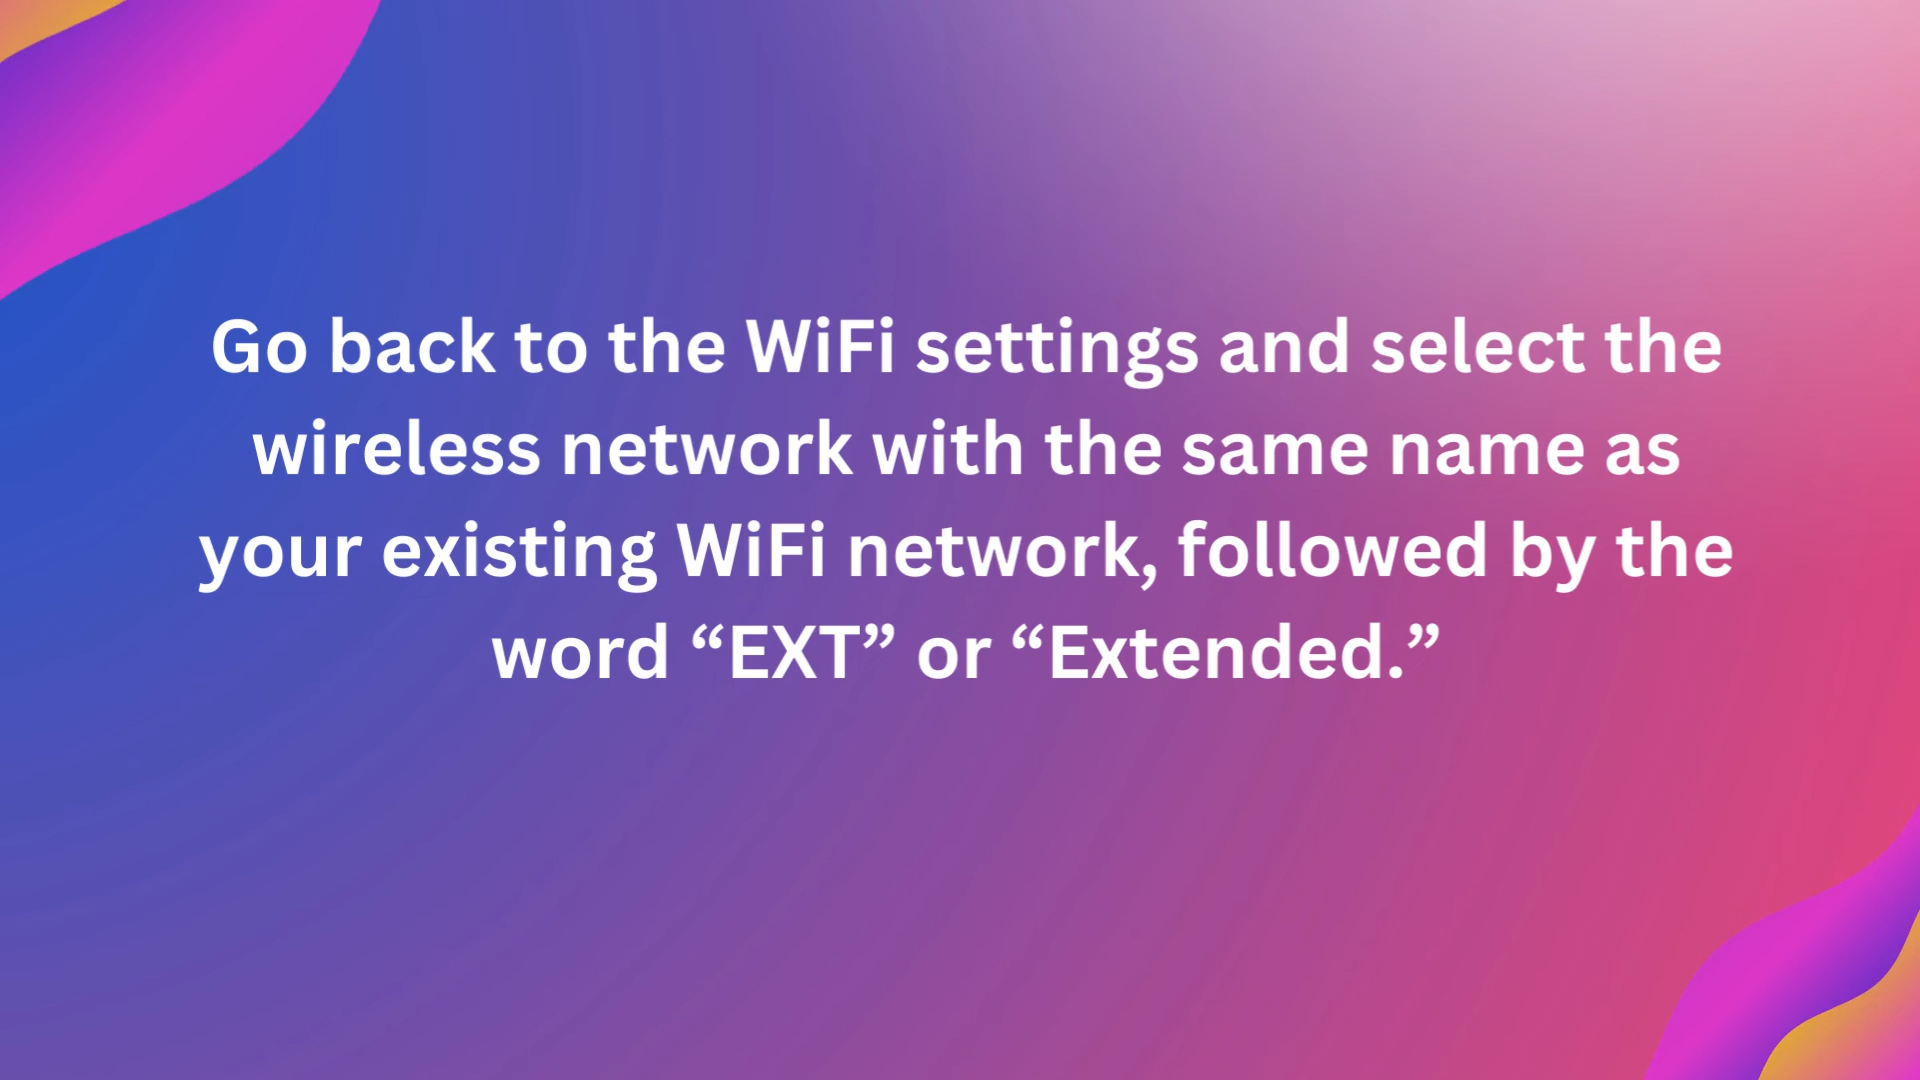 Go back to the WiFi settings and select the
wireless network with the same name as
your existing WiFi network, followed by the
word “EXT” or “Extended.”